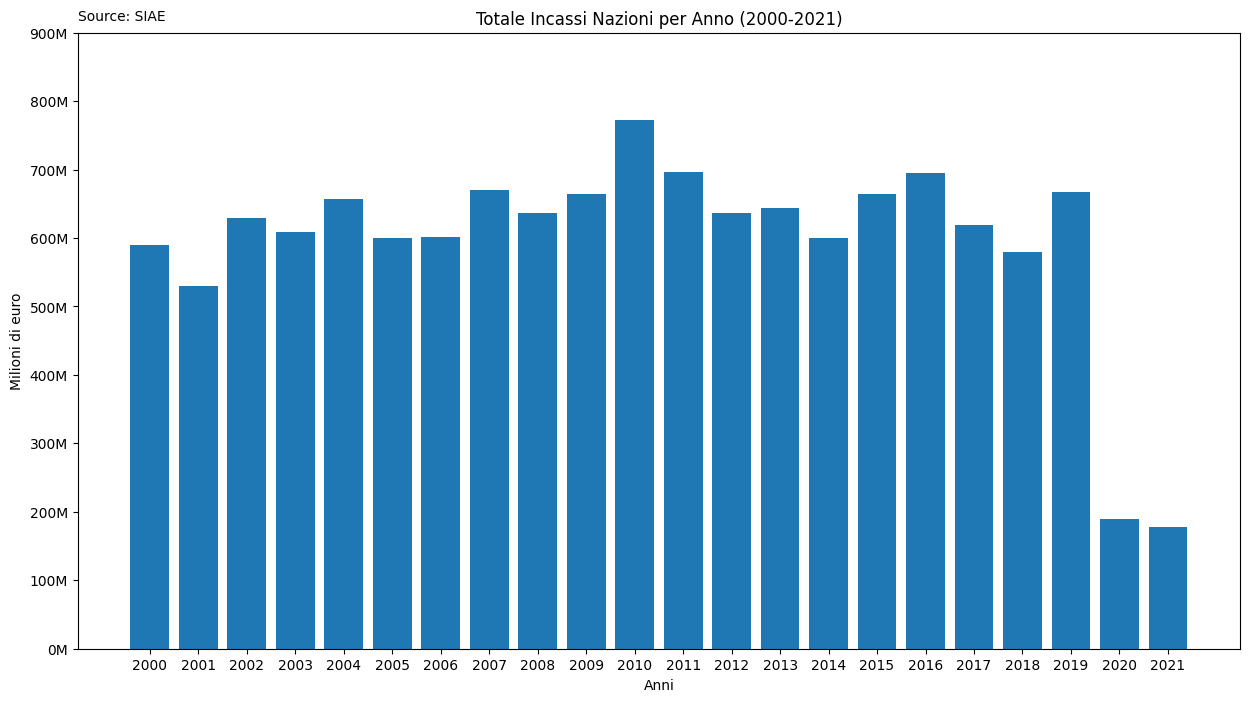 Source: SIAE
Totale Incassi Nazioni per Anno (2000-2021)
900M
800M
700M
600M
500M
400M
300M
200M
100M
0M
Milioni di euro
2000 2001 2002 2003 2004 2005 2006 2007 2008 2009 2010 2011 2012 2013 2014 2015 2016 2017 2018 2019 2020 2021
Anni